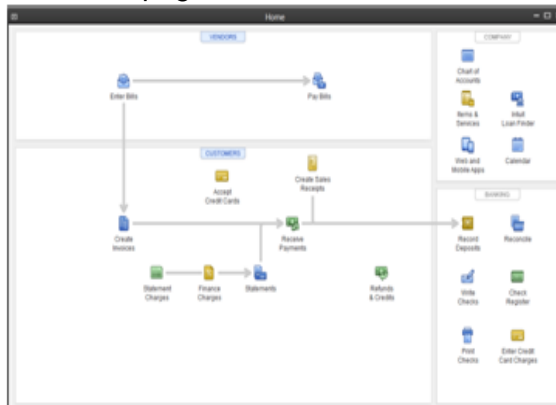 Home
VENDORS
Enter Bills
Pay Bills
CUSTOMERS
Accept
Credit Cards
Create Sales
Receipts
Create
Invoices
Receive
Payments
Statement
Charges
Finance
Charges
Statements
Refunds
& Credits
COMPANY
Chart of
Accounts
Items &
Services
Intuit
Loan Finder
Web and
Mobile Apps
Calendar
BANKING
Record
Deposits
Reconcile
Write
Checks
Check
Register
Print
Checks
Enter Credit
Card Charges